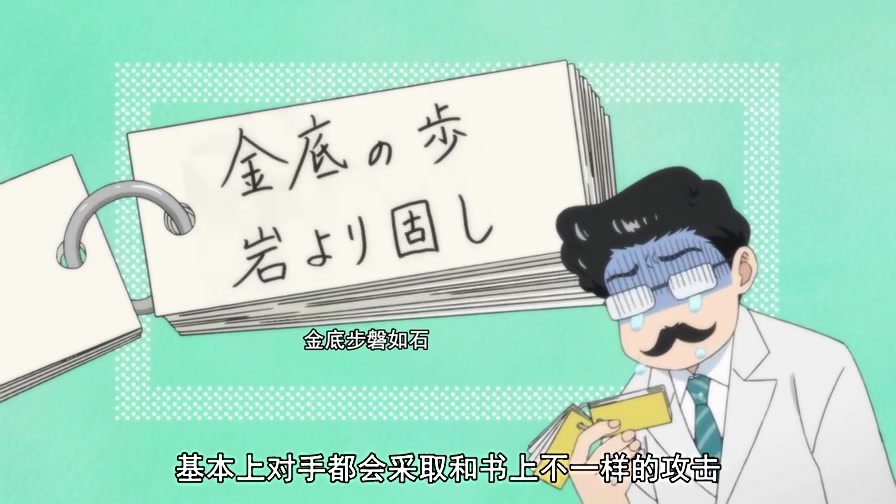 金底の歩
岩より固し
金底步磐如石
基本上对手都会采取和书上不一样的攻击